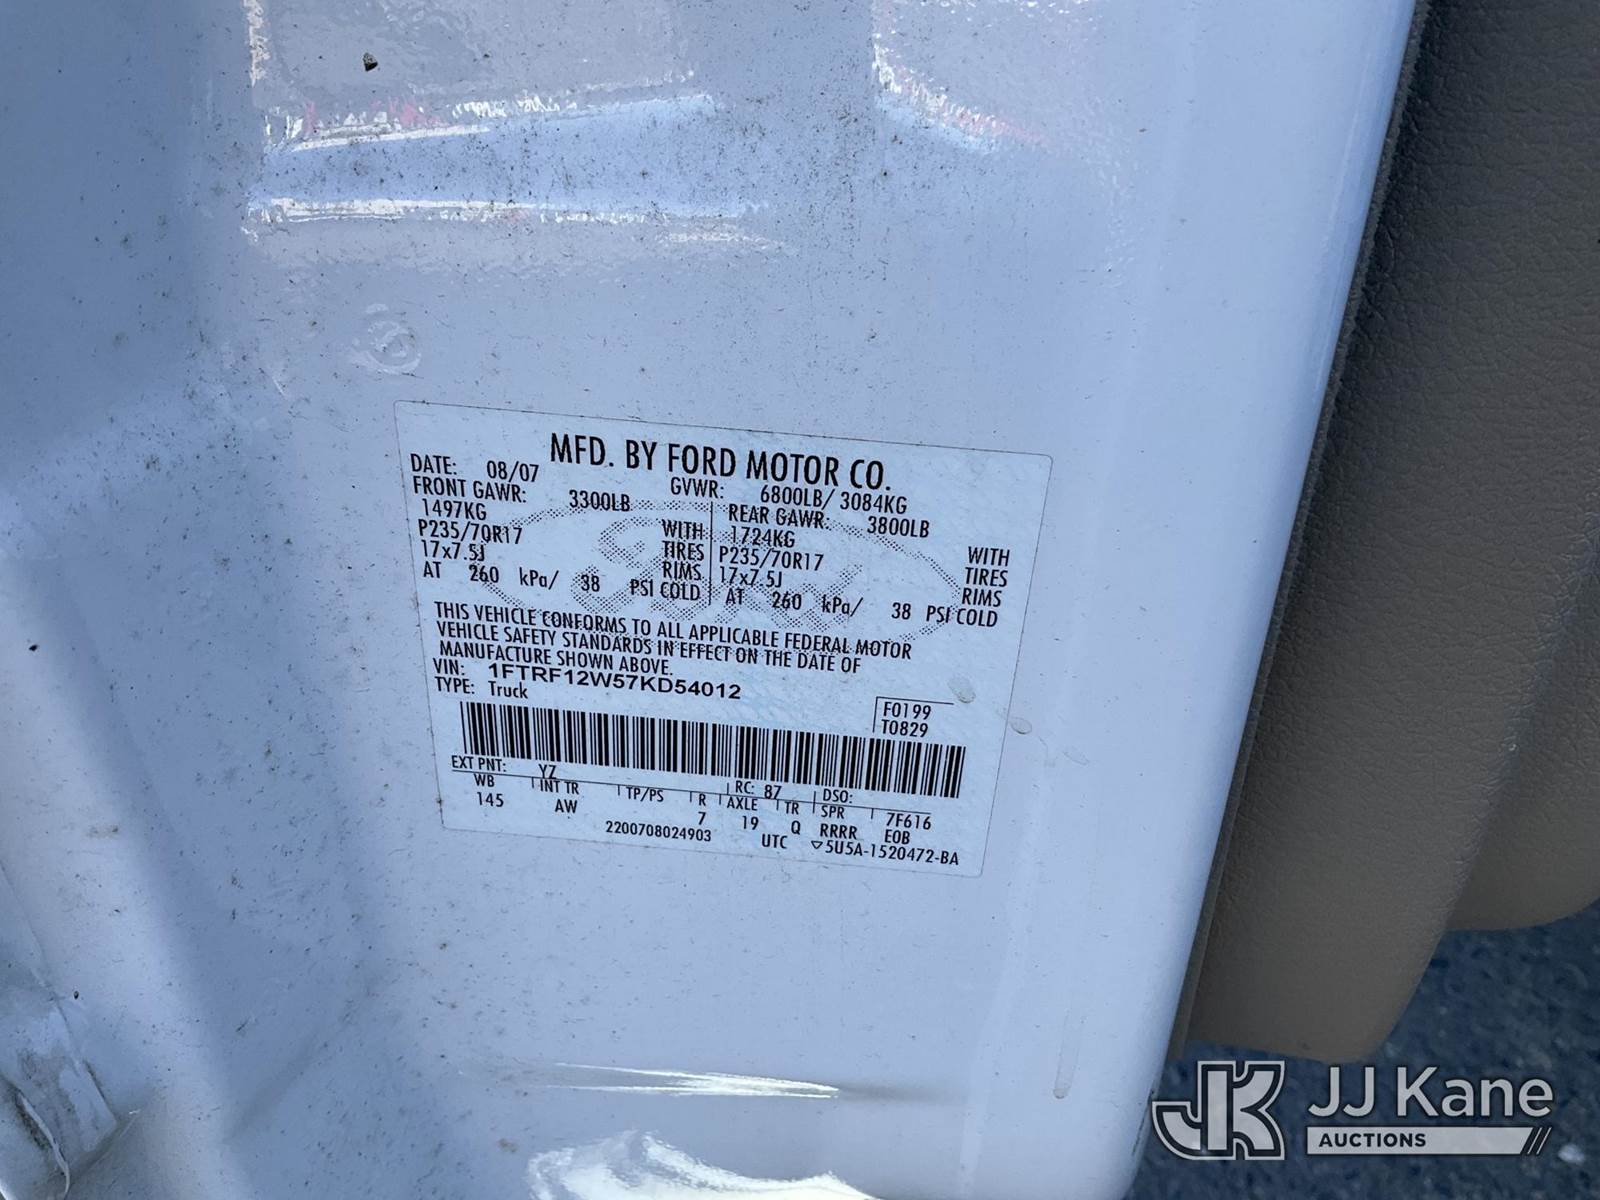 MFD. BY FORD MOTOR CO.
DATE: 08/07 GVWR: 6800LB/ 3084KG
FRONT GAWR: 3300LB REAR GAWR: 3800LB
1497KG WITH 1724KG WITH
P235/70R17 TIRES P235/70R17 TIRES
17x7.5J RIMS 17x7.5J RIMS
AT 260 kPa/ 38 PSI COLD AT 260 kPa/ 38 PSI COLD
THIS VEHICLE CONFORMS TO ALL APPLICABLE FEDERAL MOTOR
VEHICLE SAFETY STANDARDS IN EFFECT ON THE DATE OF
MANUFACTURE SHOWN ABOVE.
VIN: 1FTRF12W57KD54012
TYPE: Truck
F0199
T0829
EXT PNT: YZ RC: 87 DSO:
WB INT TR TP/PS R AXLE TR SPR 7F616
145 AW 7 19 Q RRRR E0B
2200708024903 UTC ▽5U5A-1520472-BA
JK JJ Kane
AUCTIONS